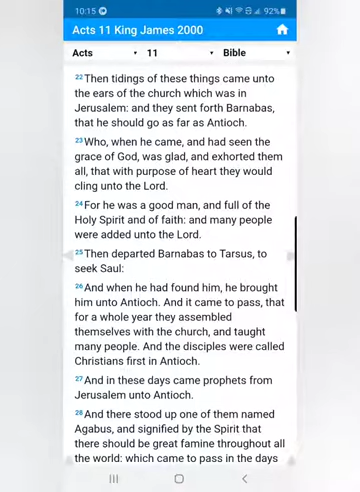 10:15 92%
Acts 11 King James 2000
Acts 11 Bible
22 Then tidings of these things came unto
the ears of the church which was in
Jerusalem: and they sent forth Barnabas,
that he should go as far as Antioch.
23 Who, when he came, and had seen the
grace of God, was glad, and exhorted them
all, that with purpose of heart they would
cling unto the Lord.
24 For he was a good man, and full of the
Holy Spirit and of faith: and many people
were added unto the Lord.
25 Then departed Barnabas to Tarsus, to
seek Saul:
26 And when he had found him, he brought
him unto Antioch. And it came to pass, that
for a whole year they assembled
themselves with the church, and taught
many people. And the disciples were called
Christians first in Antioch.
27 And in these days came prophets from
Jerusalem unto Antioch.
28 And there stood up one of them named
Agabus, and signified by the Spirit that
there should be great famine throughout all
the world: which came to pass in the days